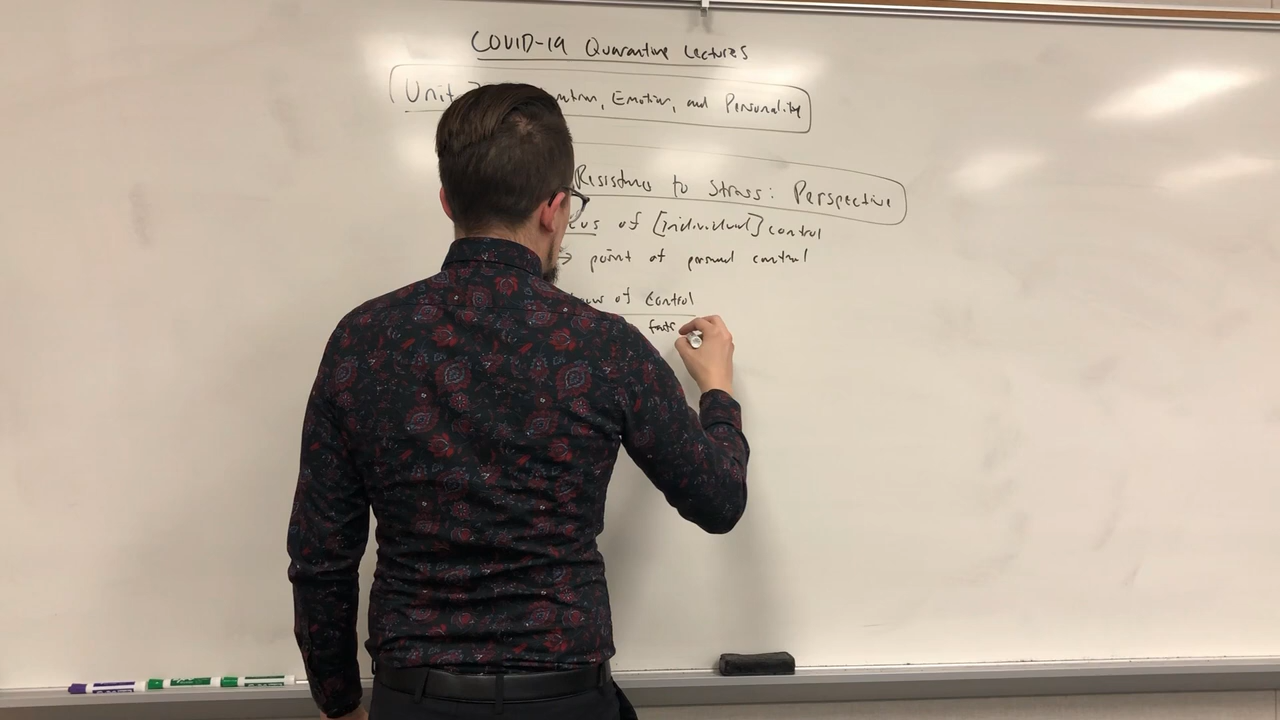 COVID-19 Quarantine Lectures
Unit Emotion, and Personality
Resistance to Stress: Perspective
of [individual] control
→ point of personal control
of Control